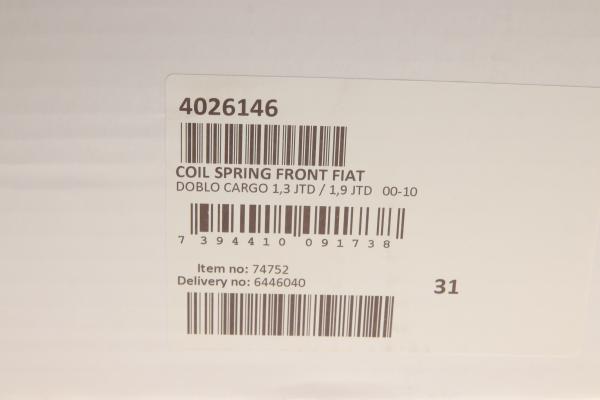 4026146
COIL SPRING FRONT FIAT
DOBLO CARGO 1,3 JTD / 1,9 JTD 00-10
7 394410 091738
Item no: 74752
Delivery no: 6446040
31